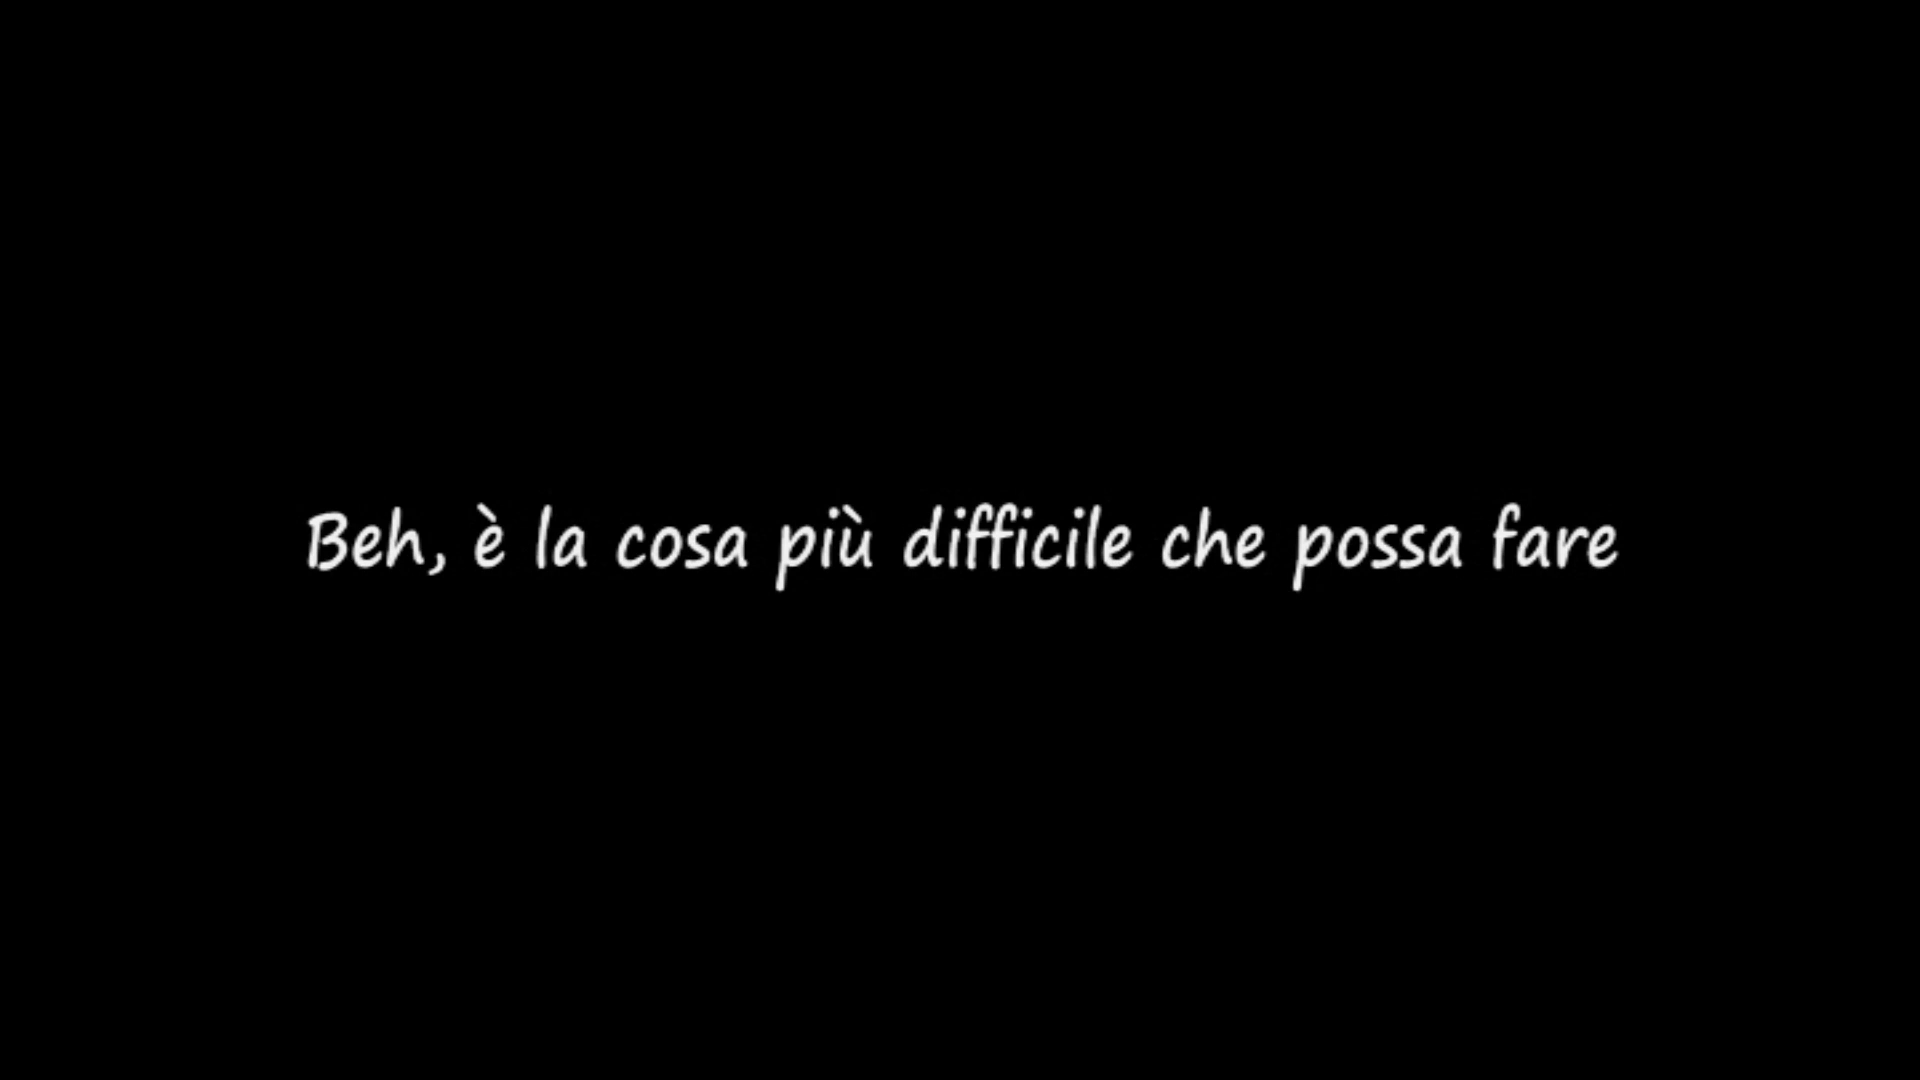 Beh, è la cosa più difficile che possa fare